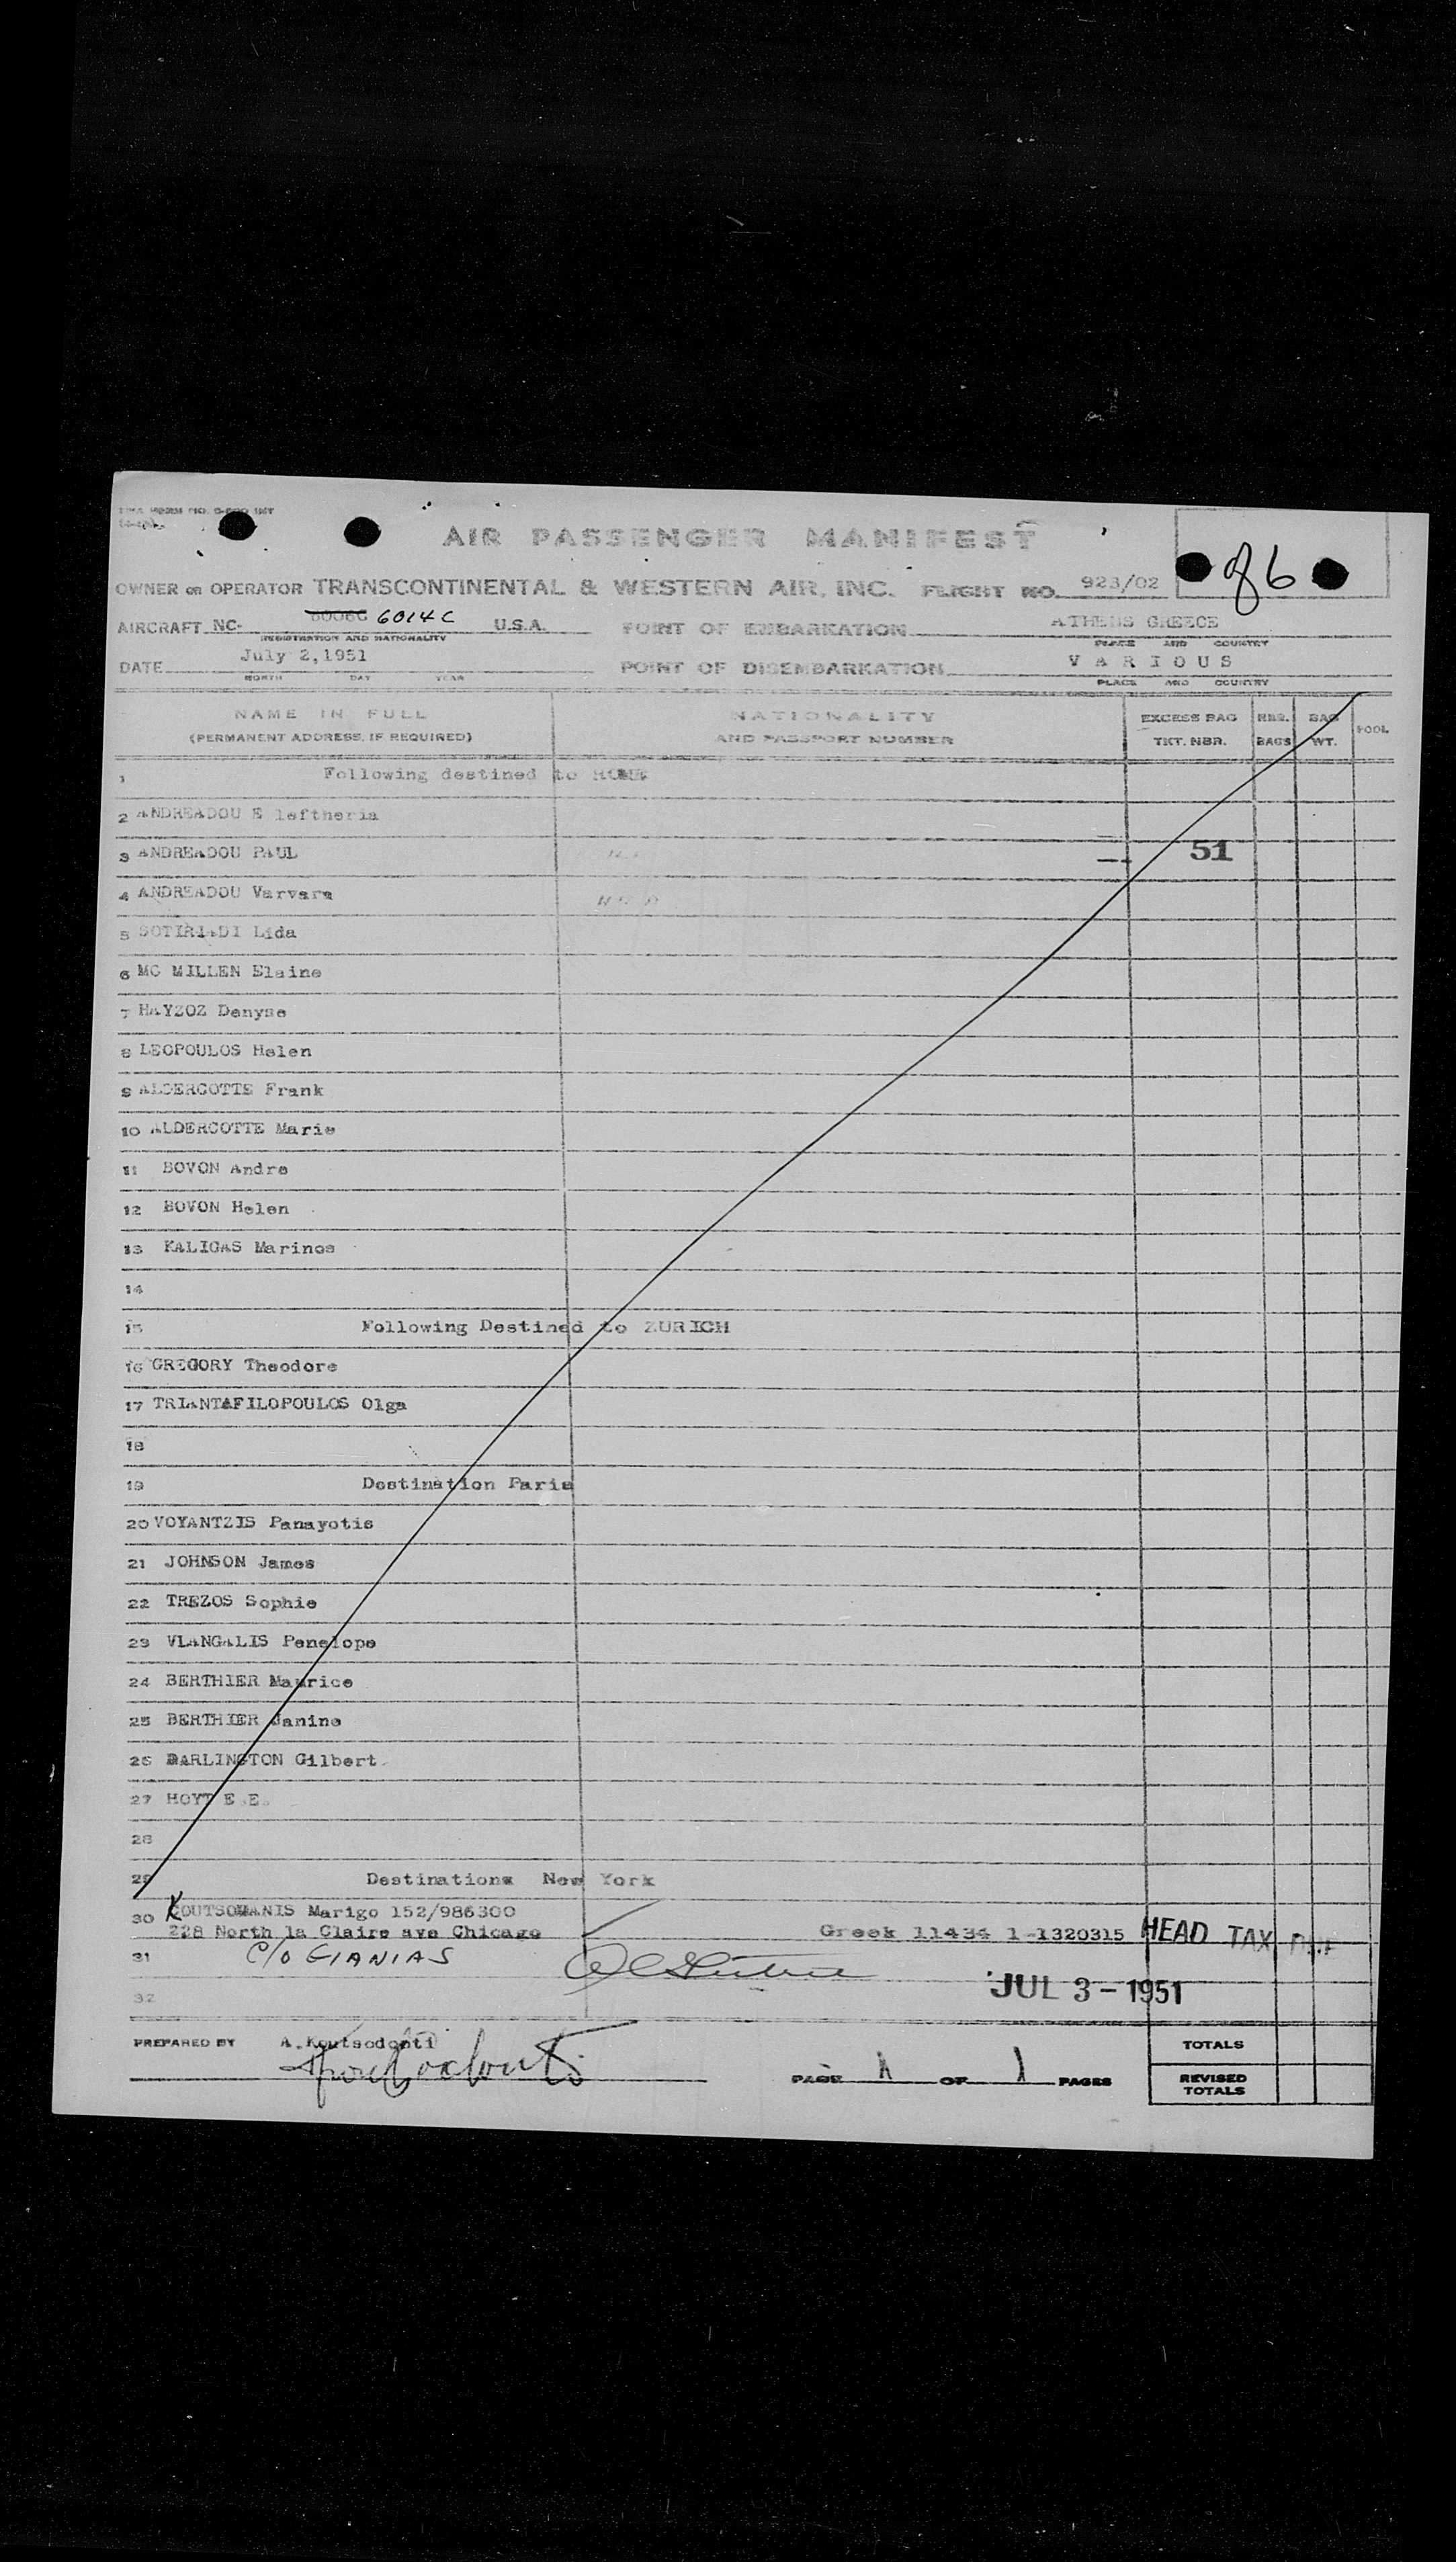 AIR PASSENGER MANIFEST
86
OWNER OR OPERATOR TRANSCONTINENTAL & WESTERN AIR, INC. FLIGHT NO. 923/02
AIRCRAFT NC- 6006C 6014C U.S.A. POINT OF EMBARKATION ATHENS GREECE
REGISTRATION AND NATIONALITY PLACE AND COUNTRY
DATE July 2,1951 POINT OF DISEMBARKATION V A R I O U S
MONTH DAY YEAR PLACE AND COUNTRY
NAME IN FULL NATIONALITY EXCESS BAG NBR. BAG POOL
(PERMANENT ADDRESS, IF REQUIRED) AND PASSPORT NUMBER TKT. NBR. BAGS WT.
1 Following destined to ROME
2 ANDREADOU E leftheria
3 ANDREADOU PAUL 51
4 ANDREADOU Varvara
5 SOTIRIADI Lida
6 MC MILLEN Elaine
7 HAYZOZ Denyse
8 LEOPOULOS Helen
9 ALDERCOTTE Frank
10 ALDERCOTTE Marie
11 BOVON Andre
12 BOVON Helen
13 KALIGAS Marinos
14
15 Following Destined to ZURICH
16 GREGORY Theodore
17 TRIANTAFILOPOULOS Olga
18
19 Destination Paris
20 VOYANTZIS Panayotis
21 JOHNSON James
22 TREZOS Sophie
23 VLANGALIS Penelope
24 BERTHIER Maurice
25 BERTHIER Janine
26 DARLINGTON Gilbert
27 HOYT E.E.
28
29 Destinations New York
30 KOUTSOMANIS Marigo 152/986300
228 North la Claire ave Chicago Greek 11434 1-1320315 HEAD TAX
31 C/O GIANIAS
32 JUL 3 - 1951
PREPARED BY A.Koutsodonti TOTALS
PAGE 1 OF 1 PAGES REVISED TOTALS